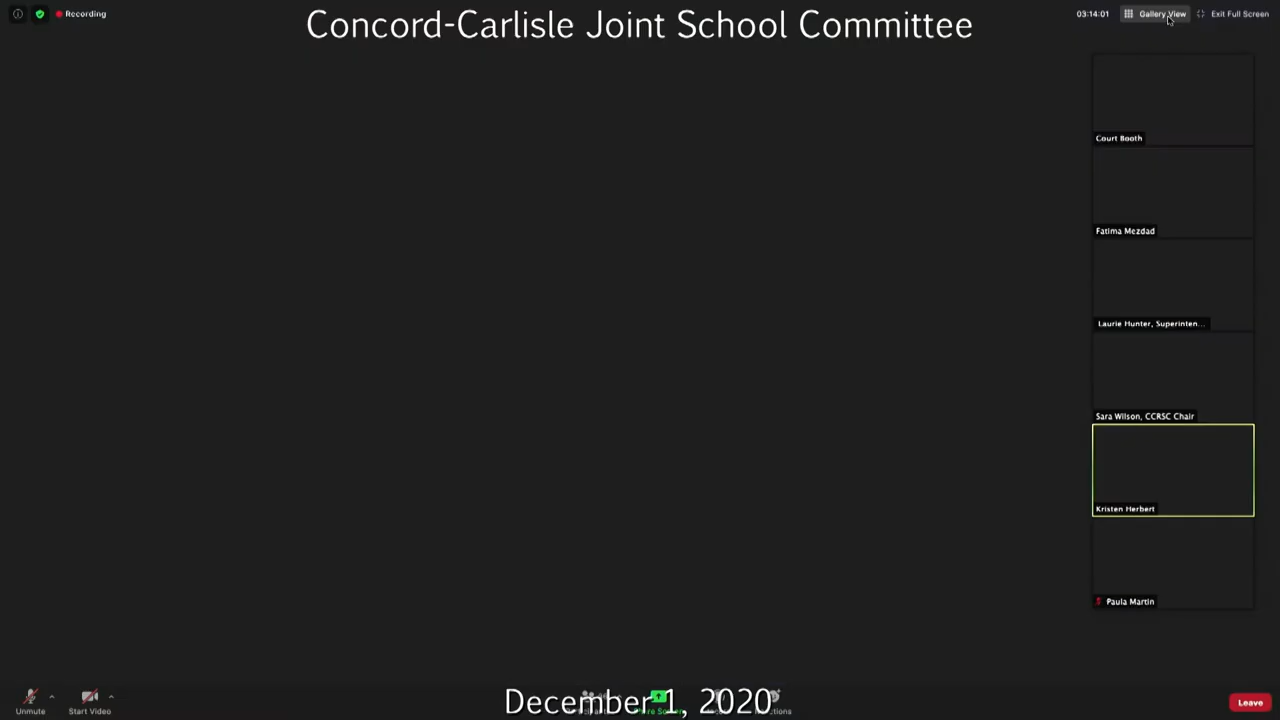 Recording
Concord-Carlisle Joint School Committee
03:14:01
Gallery View
Exit Full Screen
Court Booth
Fatima Mezdad
Laurie Hunter, Superinten...
Sara Wilson, CCRSC Chair
Kristen Herbert
Paula Martin
Unmute
Start Video
December 1, 2020
Leave